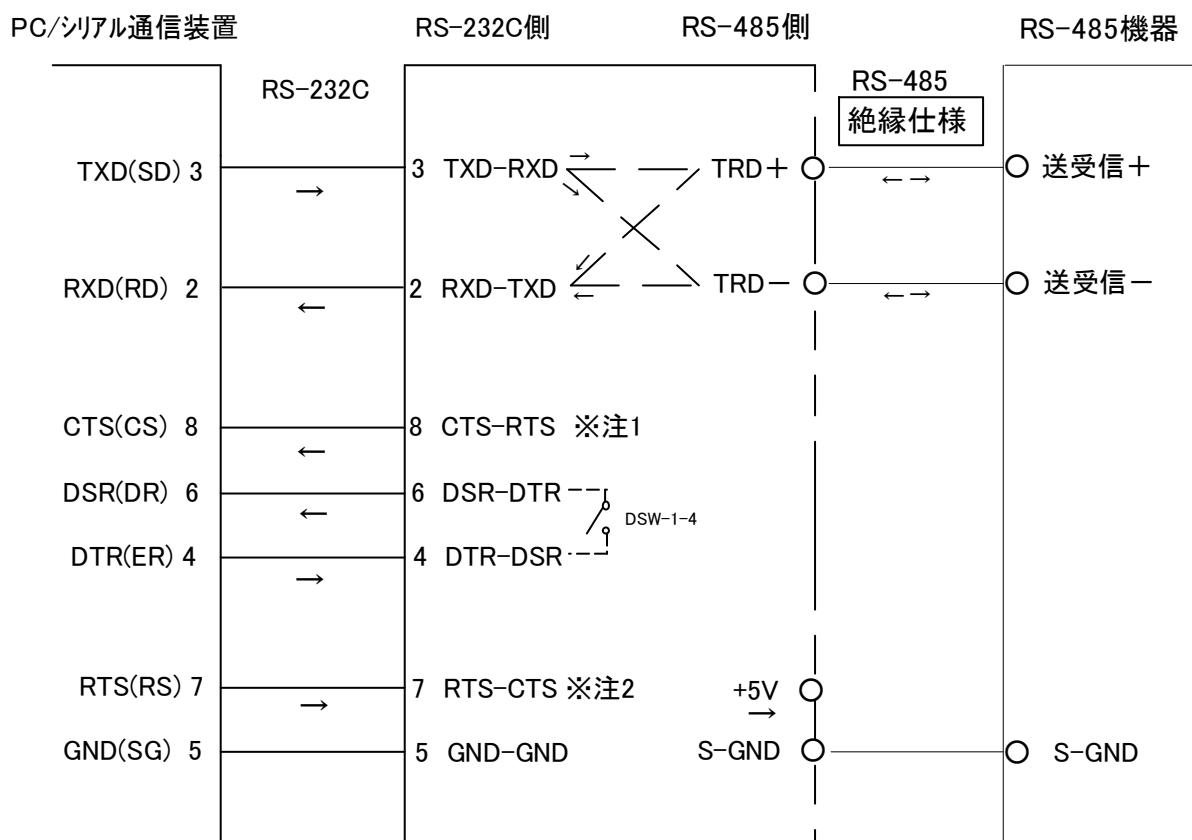 PC/シリアル通信装置 RS-232C側 RS-485側 RS-485機器
RS-232C RS-485
絶縁仕様
TXD(SD) 3 → 3 TXD-RXD → ↘ TRD+ ←→ 送受信+
RXD(RD) 2 ← 2 RXD-TXD ↙ ← TRD- ←→ 送受信-
CTS(CS) 8 ← 8 CTS-RTS ※注1
DSR(DR) 6 ← 6 DSR-DTR
DSW-1-4
DTR(ER) 4 → 4 DTR-DSR
RTS(RS) 7 → 7 RTS-CTS ※注2 +5V →
GND(SG) 5 5 GND-GND S-GND S-GND